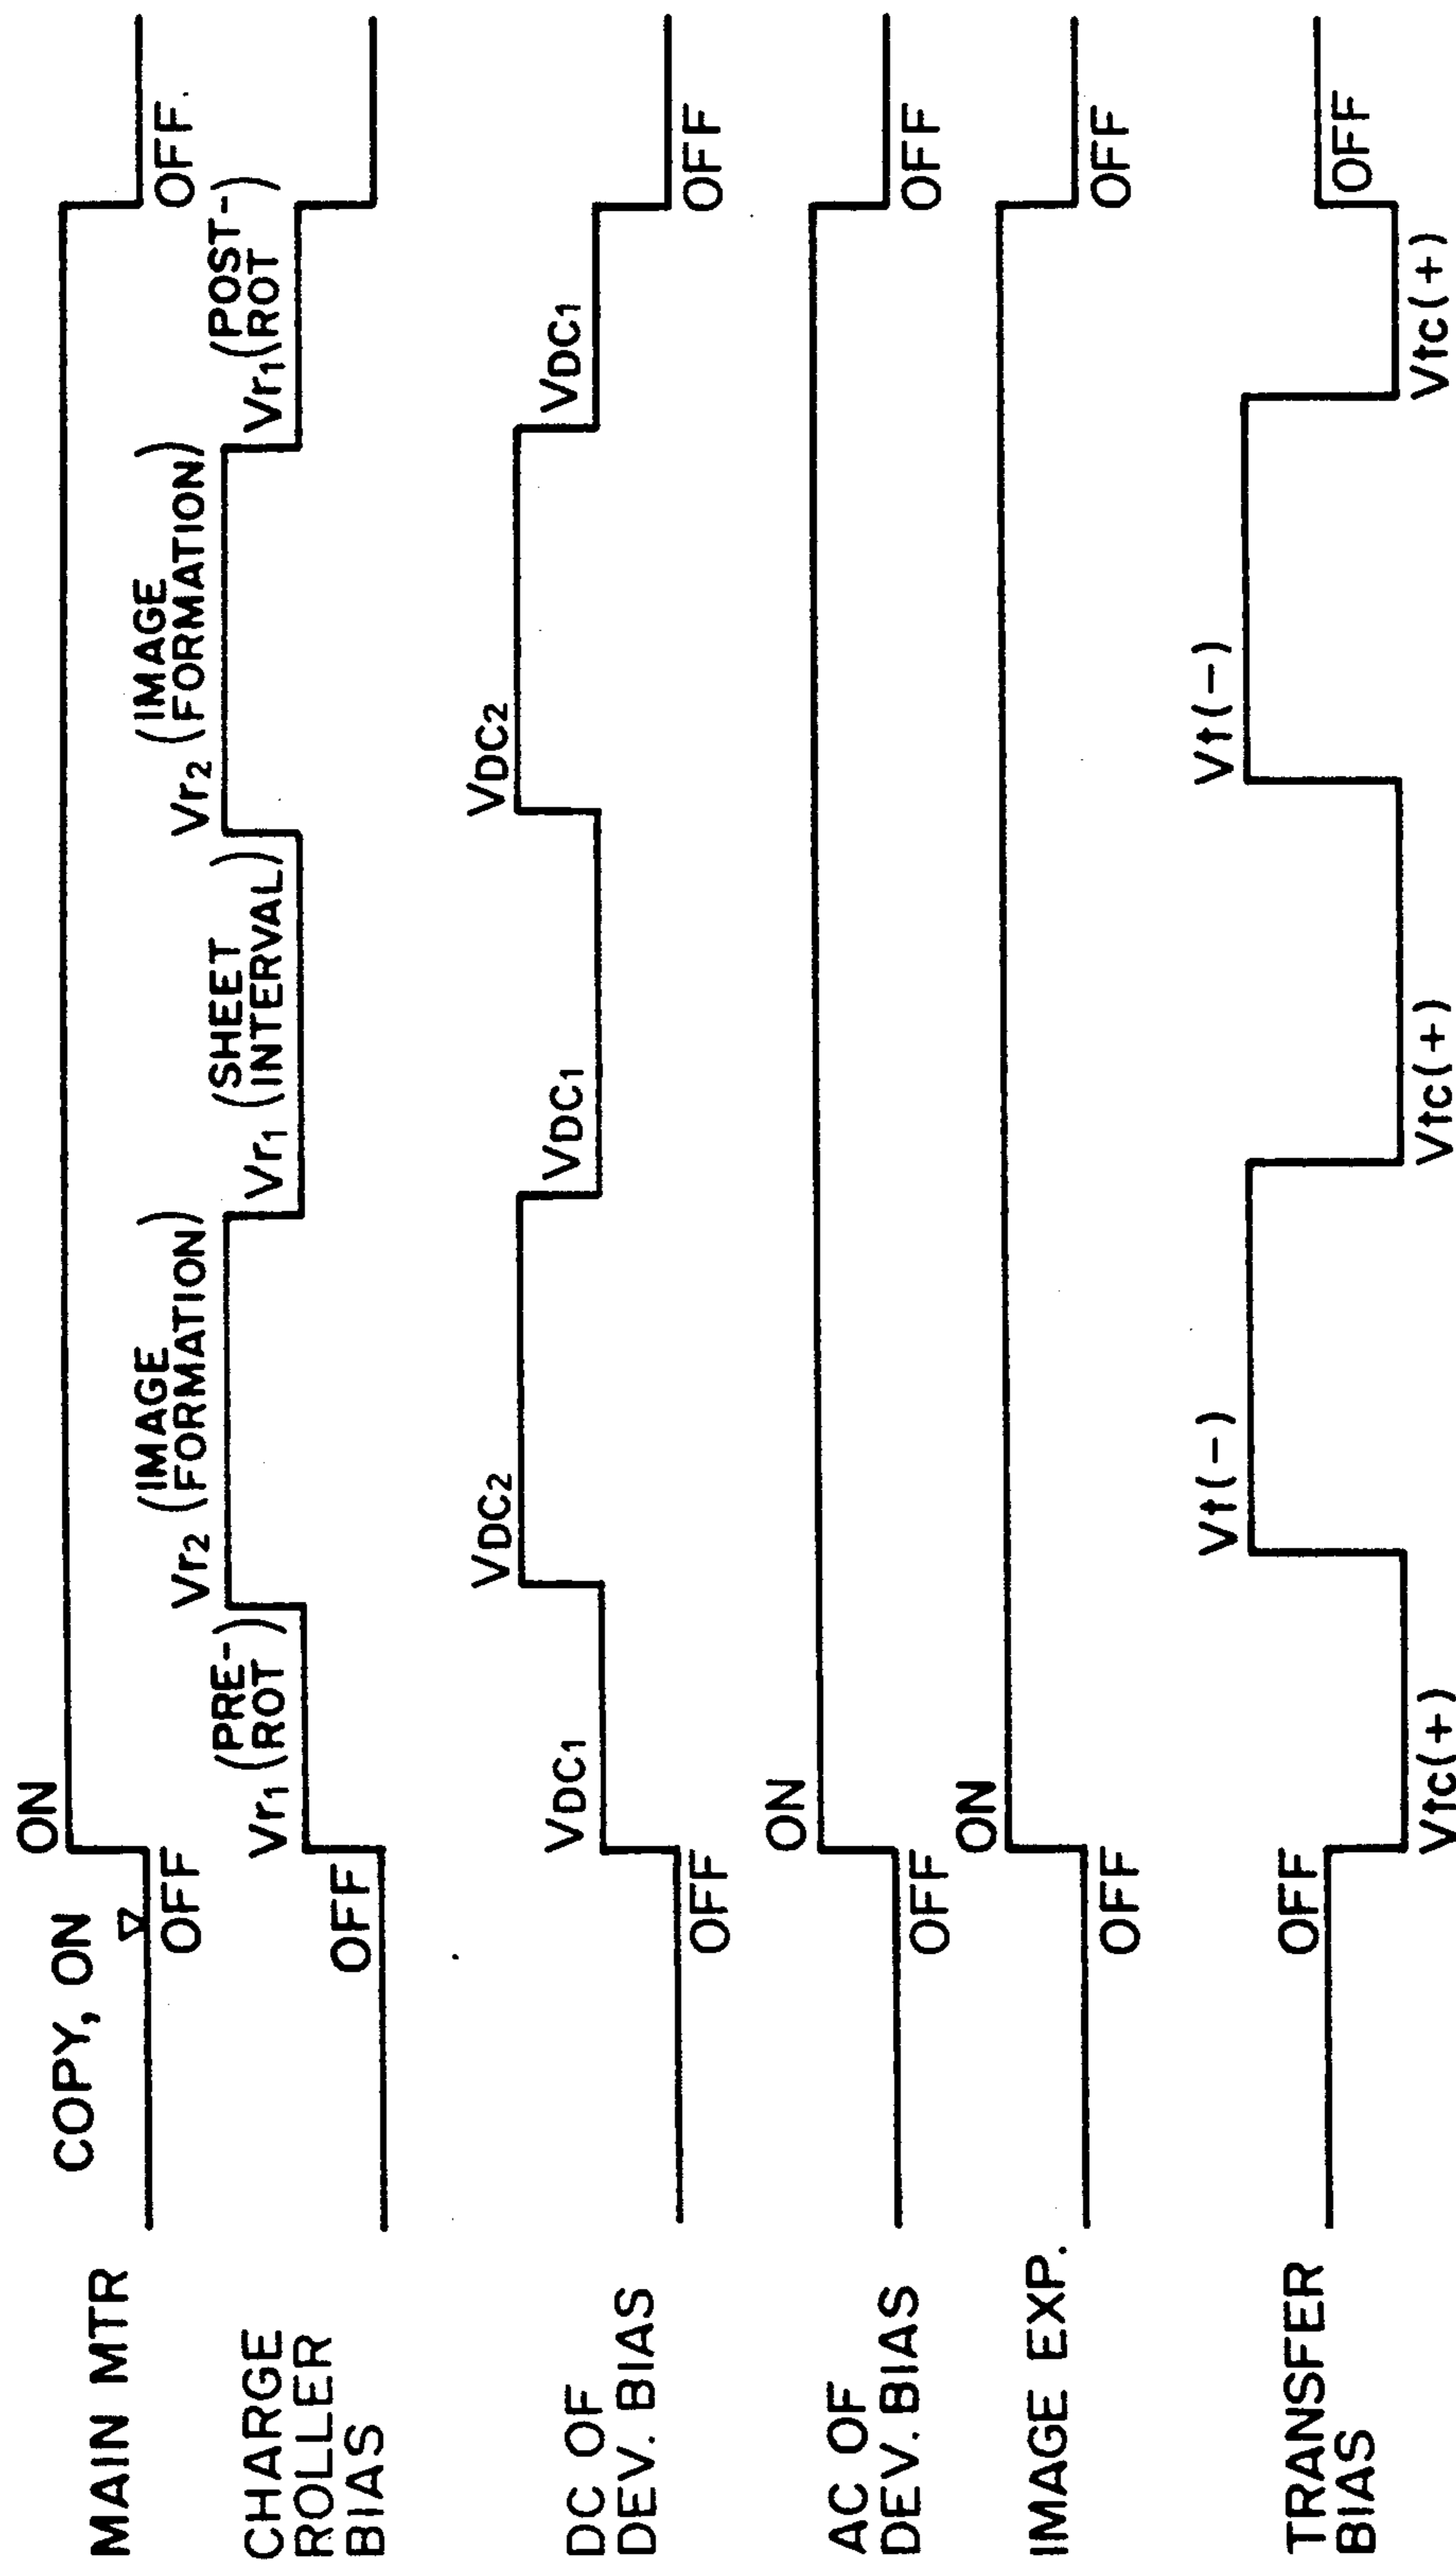 COPY, ON
MAIN MTR
ON
OFF
OFF.
CHARGE
ROLLER
BIAS
OFF
Vr1 (PRE-
ROT)
Vr2 (IMAGE
FORMATION)
Vr1 (SHEET
INTERVAL)
Vr2 (IMAGE
FORMATION)
Vr1 (POST-
ROT)
DC OF
DEV. BIAS
OFF
VDC1
VDC2
VDC1
VDC2
VDC1
OFF
AC OF
DEV. BIAS
OFF
ON
OFF
IMAGE EXP.
OFF
ON
OFF
TRANSFER
BIAS
OFF
Vtc(+)
Vt(-)
Vtc(+)
Vt(-)
Vtc(+)
OFF